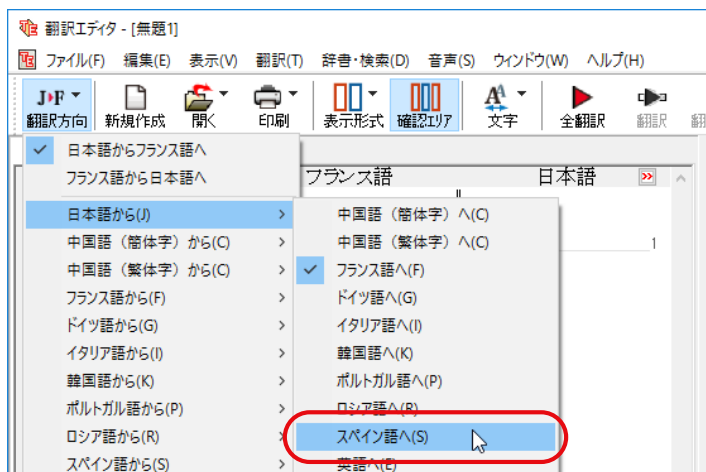 翻訳エディタ - [無題1]
ファイル(F) 編集(E) 表示(V) 翻訳(T) 辞書・検索(D) 音声(S) ウィンドウ(W) ヘルプ(H)
J▸F
翻訳方向 新規作成 開く 印刷 表示形式 確認エリア 文字 全翻訳 翻訳
日本語からフランス語へ
フランス語から日本語へ
フランス語 日本語
1
日本語から(J)
中国語（簡体字）から(C)
中国語（繁体字）から(C)
フランス語から(F)
ドイツ語から(G)
イタリア語から(I)
韓国語から(K)
ポルトガル語から(P)
ロシア語から(R)
スペイン語から(S)
中国語（簡体字）へ(C)
中国語（繁体字）へ(C)
フランス語へ(F)
ドイツ語へ(G)
イタリア語へ(I)
韓国語へ(K)
ポルトガル語へ(P)
ロシア語へ(R)
スペイン語へ(S)
英語へ(E)